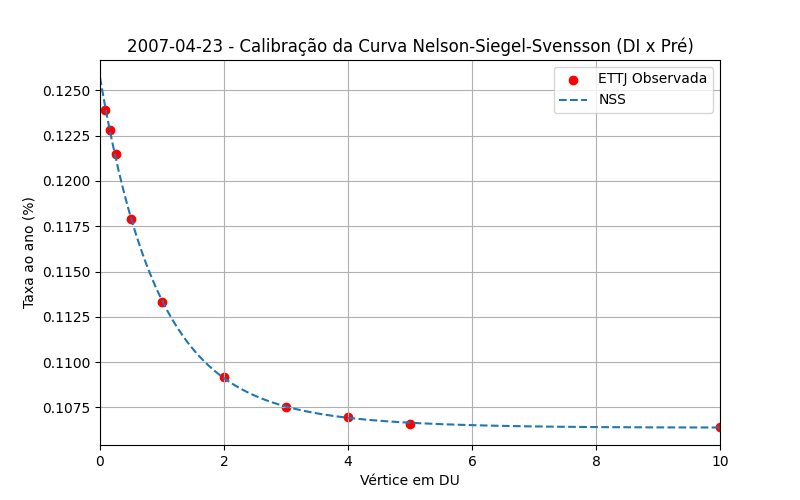 2007-04-23 - Calibração da Curva Nelson-Siegel-Svensson (DI x Pré)
ETTJ Observada
NSS
Taxa ao ano (%)
0.1250
0.1225
0.1200
0.1175
0.1150
0.1125
0.1100
0.1075
0 2 4 6 8 10
Vértice em DU